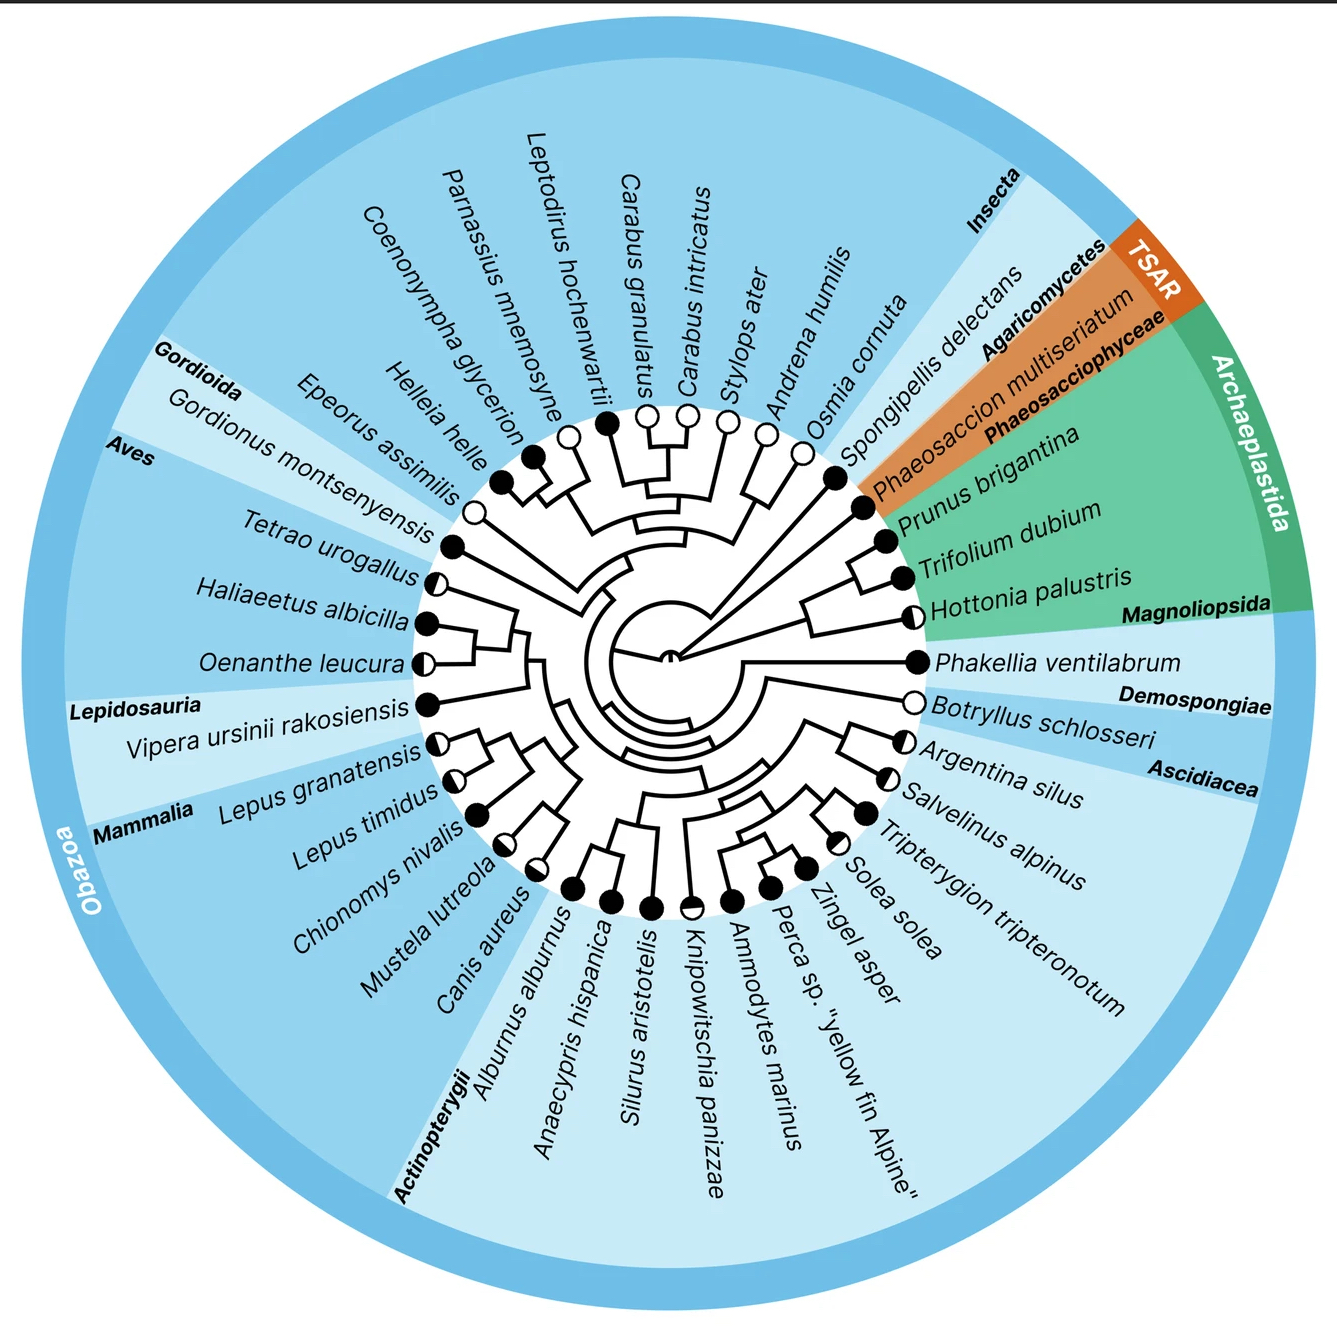 Insecta
Leptodirus hochenwartii
Carabus granulatus
Carabus intricatus
Stylops ater
Andrena humilis
Osmia cornuta
Spongipellis delectans
Agaricomycetes
TSAR
Phaeosaccion multiseriatum
Phaeosacciophyceae
Archaeplastida
Prunus brigantina
Trifolium dubium
Hottonia palustris
Magnoliopsida
Phakellia ventilabrum
Demospongiae
Botryllus schlosseri
Ascidiacea
Argentina silus
Salvelinus alpinus
Tripterygion tripteronotum
Solea solea
Zingel asper
Perca sp. "yellow fin Alpine"
Ammodytes marinus
Knipowitschia panizzae
Silurus aristotelis
Anaecypris hispanica
Alburnus alburnus
Actinopterygii
Canis aureus
Mustela lutreola
Chionomys nivalis
Lepus timidus
Lepus granatensis
Mammalia
Obazoa
Vipera ursinii rakosiensis
Lepidosauria
Oenanthe leucura
Haliaeetus albicilla
Tetrao urogallus
Aves
Gordionus montsenyensis
Gordioida
Epeorus assimilis
Helleia helle
Coenonympha glycerion
Parnassius mnemosyne